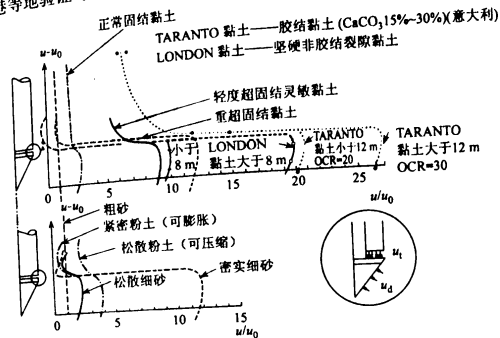 港等地验
正常固结黏土
TARANTO 黏土——胶结黏土 (CaCO₃15%~30%)(意大利)
LONDON 黏土——坚硬非胶结裂隙黏土
u-u₀
轻度超固结灵敏黏土
重超固结黏土
小于
8 m
LONDON
黏土大于 8 m
TARANTO
黏土小于12 m
OCR=20
TARANTO
黏土大于12 m
OCR=30
0 5 10 15 20 25
u/u₀
u-u₀
粗砂
紧密粉土（可膨胀）
松散粉土（可压缩）
密实细砂
松散细砂
0 5 10 15
u/u₀
uₜ
u_d